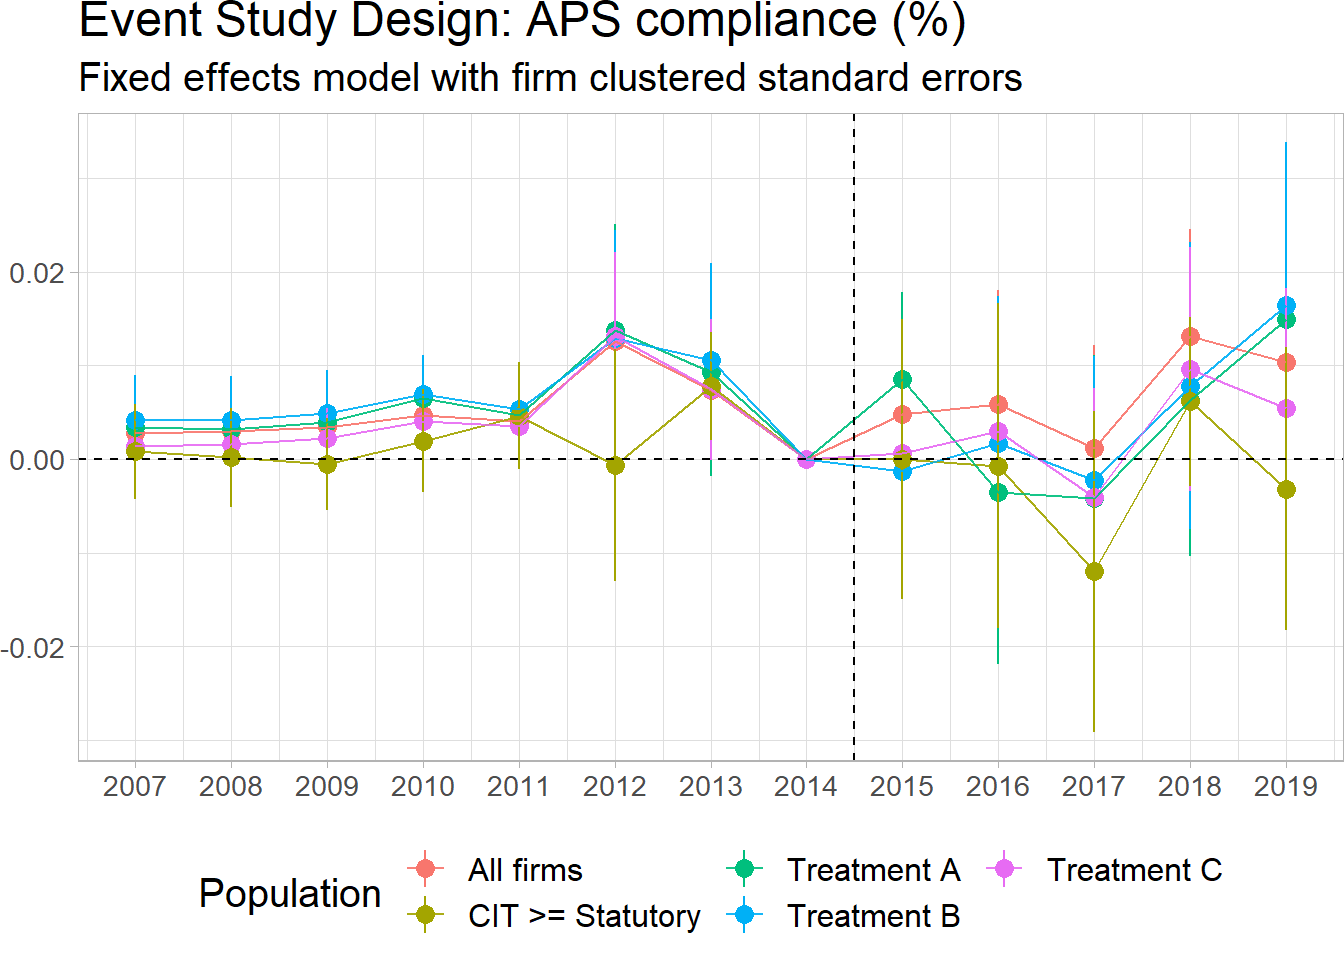 Event Study Design: APS compliance (%)
Fixed effects model with firm clustered standard errors
0.02
0.00
-0.02
2007 2008 2009 2010 2011 2012 2013 2014 2015 2016 2017 2018 2019
Population
All firms
CIT >= Statutory
Treatment A
Treatment B
Treatment C